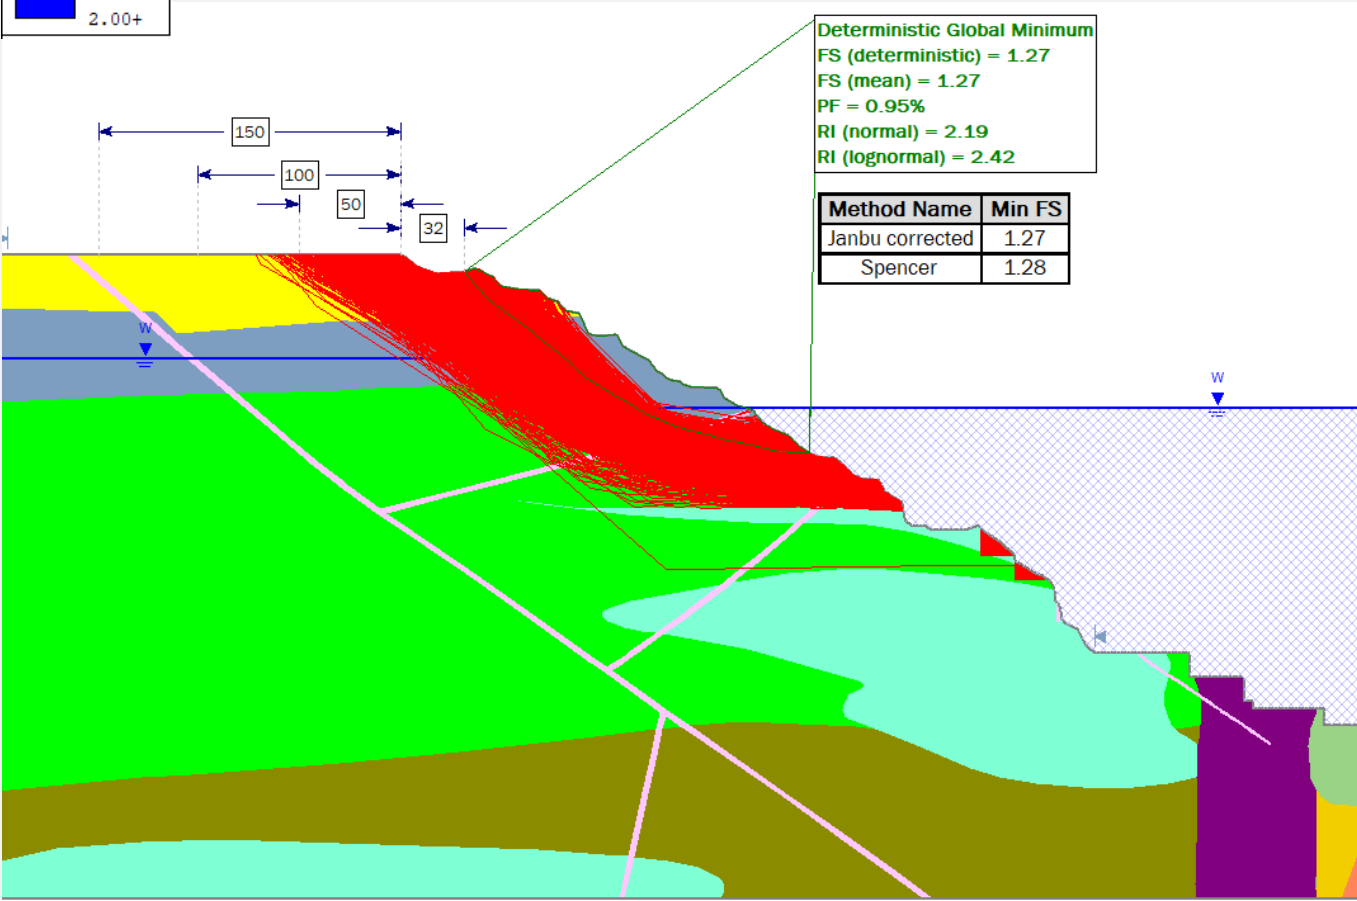 2.00+
Deterministic Global Minimum
FS (deterministic) = 1.27
FS (mean) = 1.27
PF = 0.95%
RI (normal) = 2.19
RI (lognormal) = 2.42
150
100
50
32
Method Name Min FS
Janbu corrected 1.27
Spencer 1.28
W
W